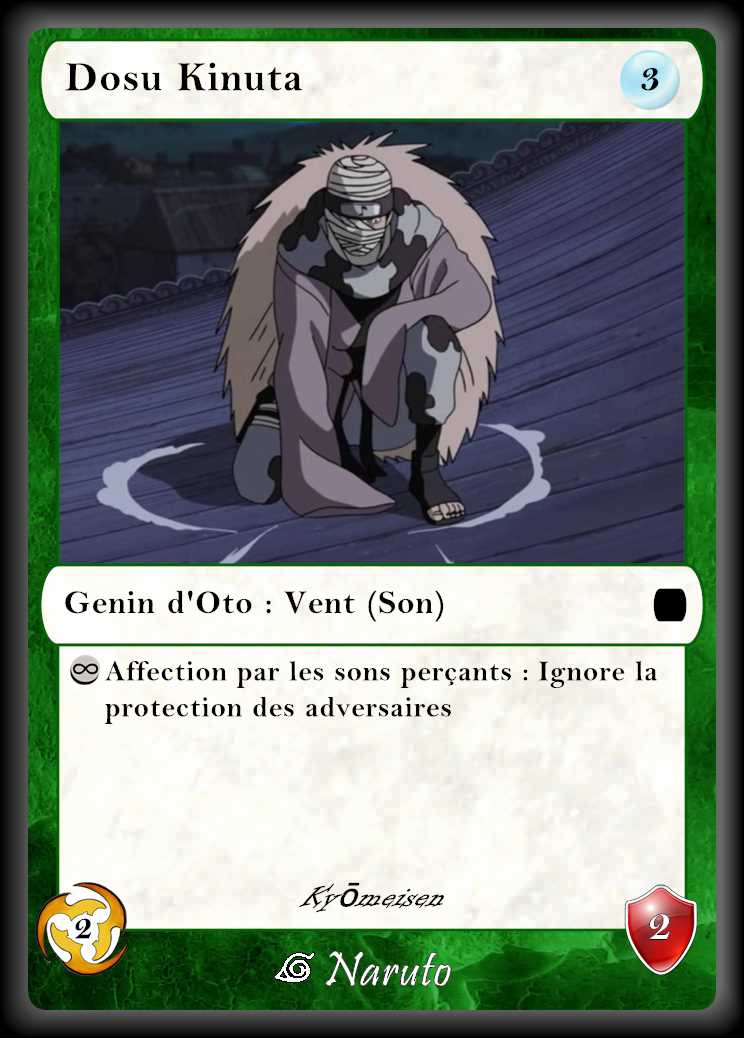 Dosu Kinuta
3
Genin d'Oto : Vent (Son)
∞ Affection par les sons perçants : Ignore la
protection des adversaires
Kyōmeisen
2
2
Naruto